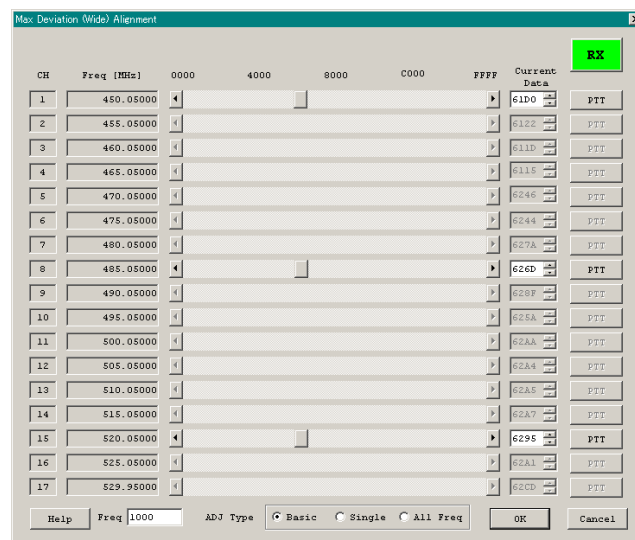 Max Deviation (Wide) Alignment
RX
CH Freq [MHz] 0000 4000 8000 C000 FFFF Current Data
1 450.05000 61D0 PTT
2 455.05000 6122 PTT
3 460.05000 611D PTT
4 465.05000 6115 PTT
5 470.05000 6246 PTT
6 475.05000 6244 PTT
7 480.05000 627A PTT
8 485.05000 626D PTT
9 490.05000 628F PTT
10 495.05000 625A PTT
11 500.05000 62AA PTT
12 505.05000 62A4 PTT
13 510.05000 62A5 PTT
14 515.05000 62A7 PTT
15 520.05000 6295 PTT
16 525.05000 62A1 PTT
17 529.95000 62CD PTT
Help Freq 1000 ADJ Type Basic Single All Freq OK Cancel